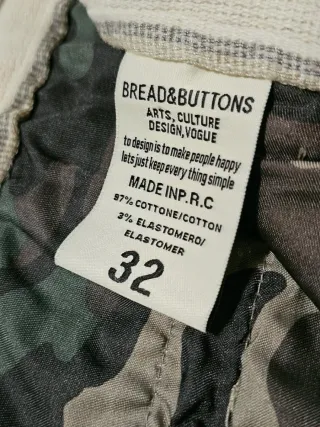 BREAD&BUTTONS
ARTS, CULTURE
DESIGN,VOGUE
to design is to make people happy
lets just keep every thing simple
MADE INP.R.C
97% COTTONE/COTTON
3% ELASTOMERO/
ELASTOMER
32